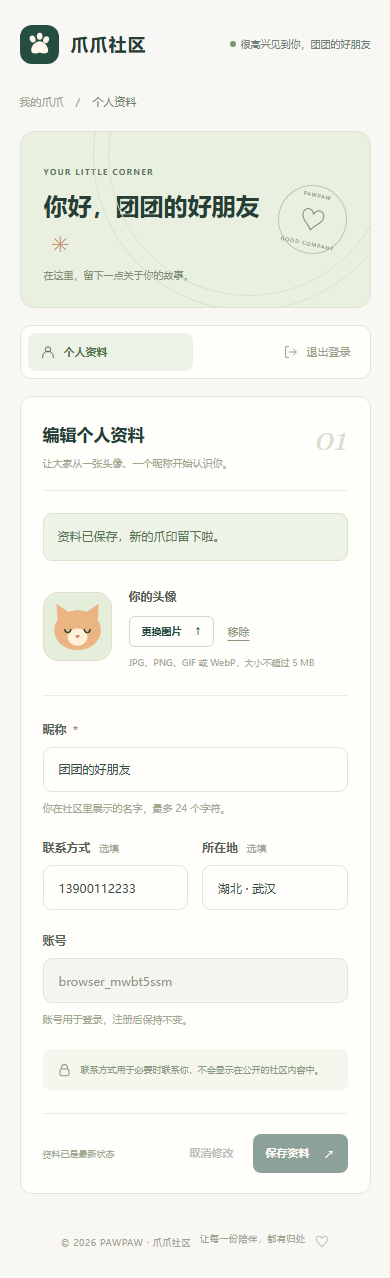 爪爪社区
很高兴见到你，团团的好朋友
我的爪爪 / 个人资料
YOUR LITTLE CORNER
你好，团团的好朋友
在这里，留下一点关于你的故事。
PAWPAW
GOOD COMPANY
个人资料
退出登录
编辑个人资料
01
让大家从一张头像、一个昵称开始认识你。
资料已保存，新的爪印留下啦。
你的头像
更换图片 ↑
移除
JPG、PNG、GIF 或 WebP，大小不超过 5 MB
昵称 *
团团的好朋友
你在社区里展示的名字，最多 24 个字符。
联系方式 选填
所在地 选填
13900112233
湖北 · 武汉
账号
browser_mwbt5ssm
账号用于登录，注册后保持不变。
联系方式用于必要时联系你，不会显示在公开的社区内容中。
资料已是最新状态
取消修改
保存资料 ↗
© 2026 PAWPAW · 爪爪社区
让每一份陪伴，都有归处 ♡